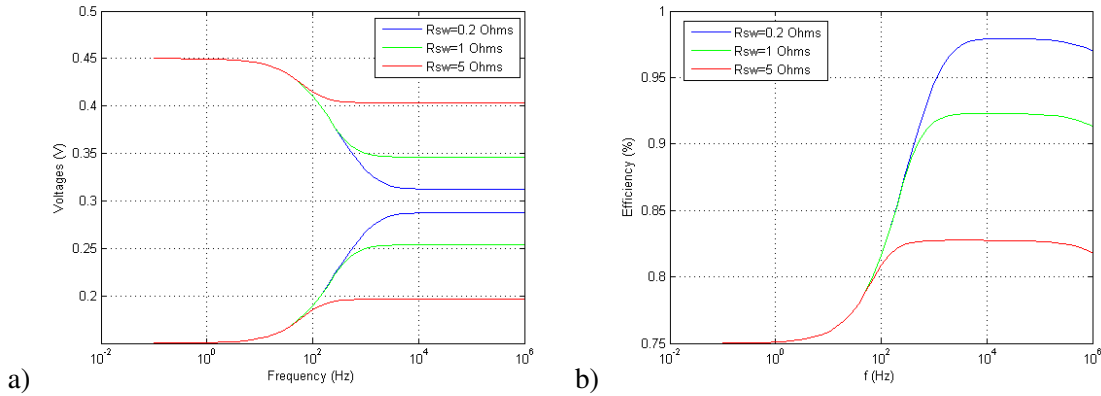 Rsw=0.2 Ohms
Rsw=1 Ohms
Rsw=5 Ohms
0.5
0.45
0.4
0.35
0.3
0.25
0.2
Voltages (V)
10^-2
10^0
10^2
10^4
10^6
Frequency (Hz)
a)
Rsw=0.2 Ohms
Rsw=1 Ohms
Rsw=5 Ohms
1
0.95
0.9
0.85
0.8
0.75
Efficiency (%)
10^-2
10^0
10^2
10^4
10^6
f (Hz)
b)